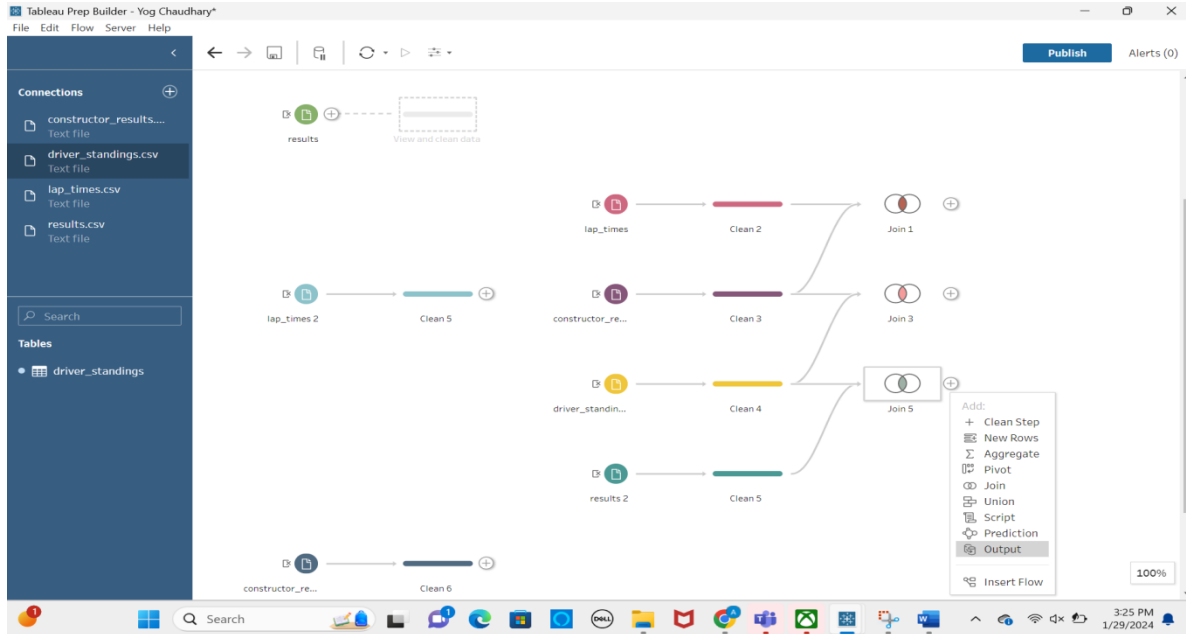 Tableau Prep Builder - Yog Chaudhary*
File Edit Flow Server Help
Publish
Alerts (0)
Connections
constructor_results....
Text file
driver_standings.csv
Text file
lap_times.csv
Text file
results.csv
Text file
Search
Tables
driver_standings
results
View and clean data
lap_times
Clean 2
Join 1
lap_times 2
Clean 5
constructor_re...
Clean 3
Join 3
driver_standin...
Clean 4
Join 5
results 2
Clean 5
constructor_re...
Clean 6
Add:
Clean Step
New Rows
Aggregate
Pivot
Join
Union
Script
Prediction
Output
Insert Flow
100%
1
Search
1
DELL
A
W
3:25 PM
1/29/2024